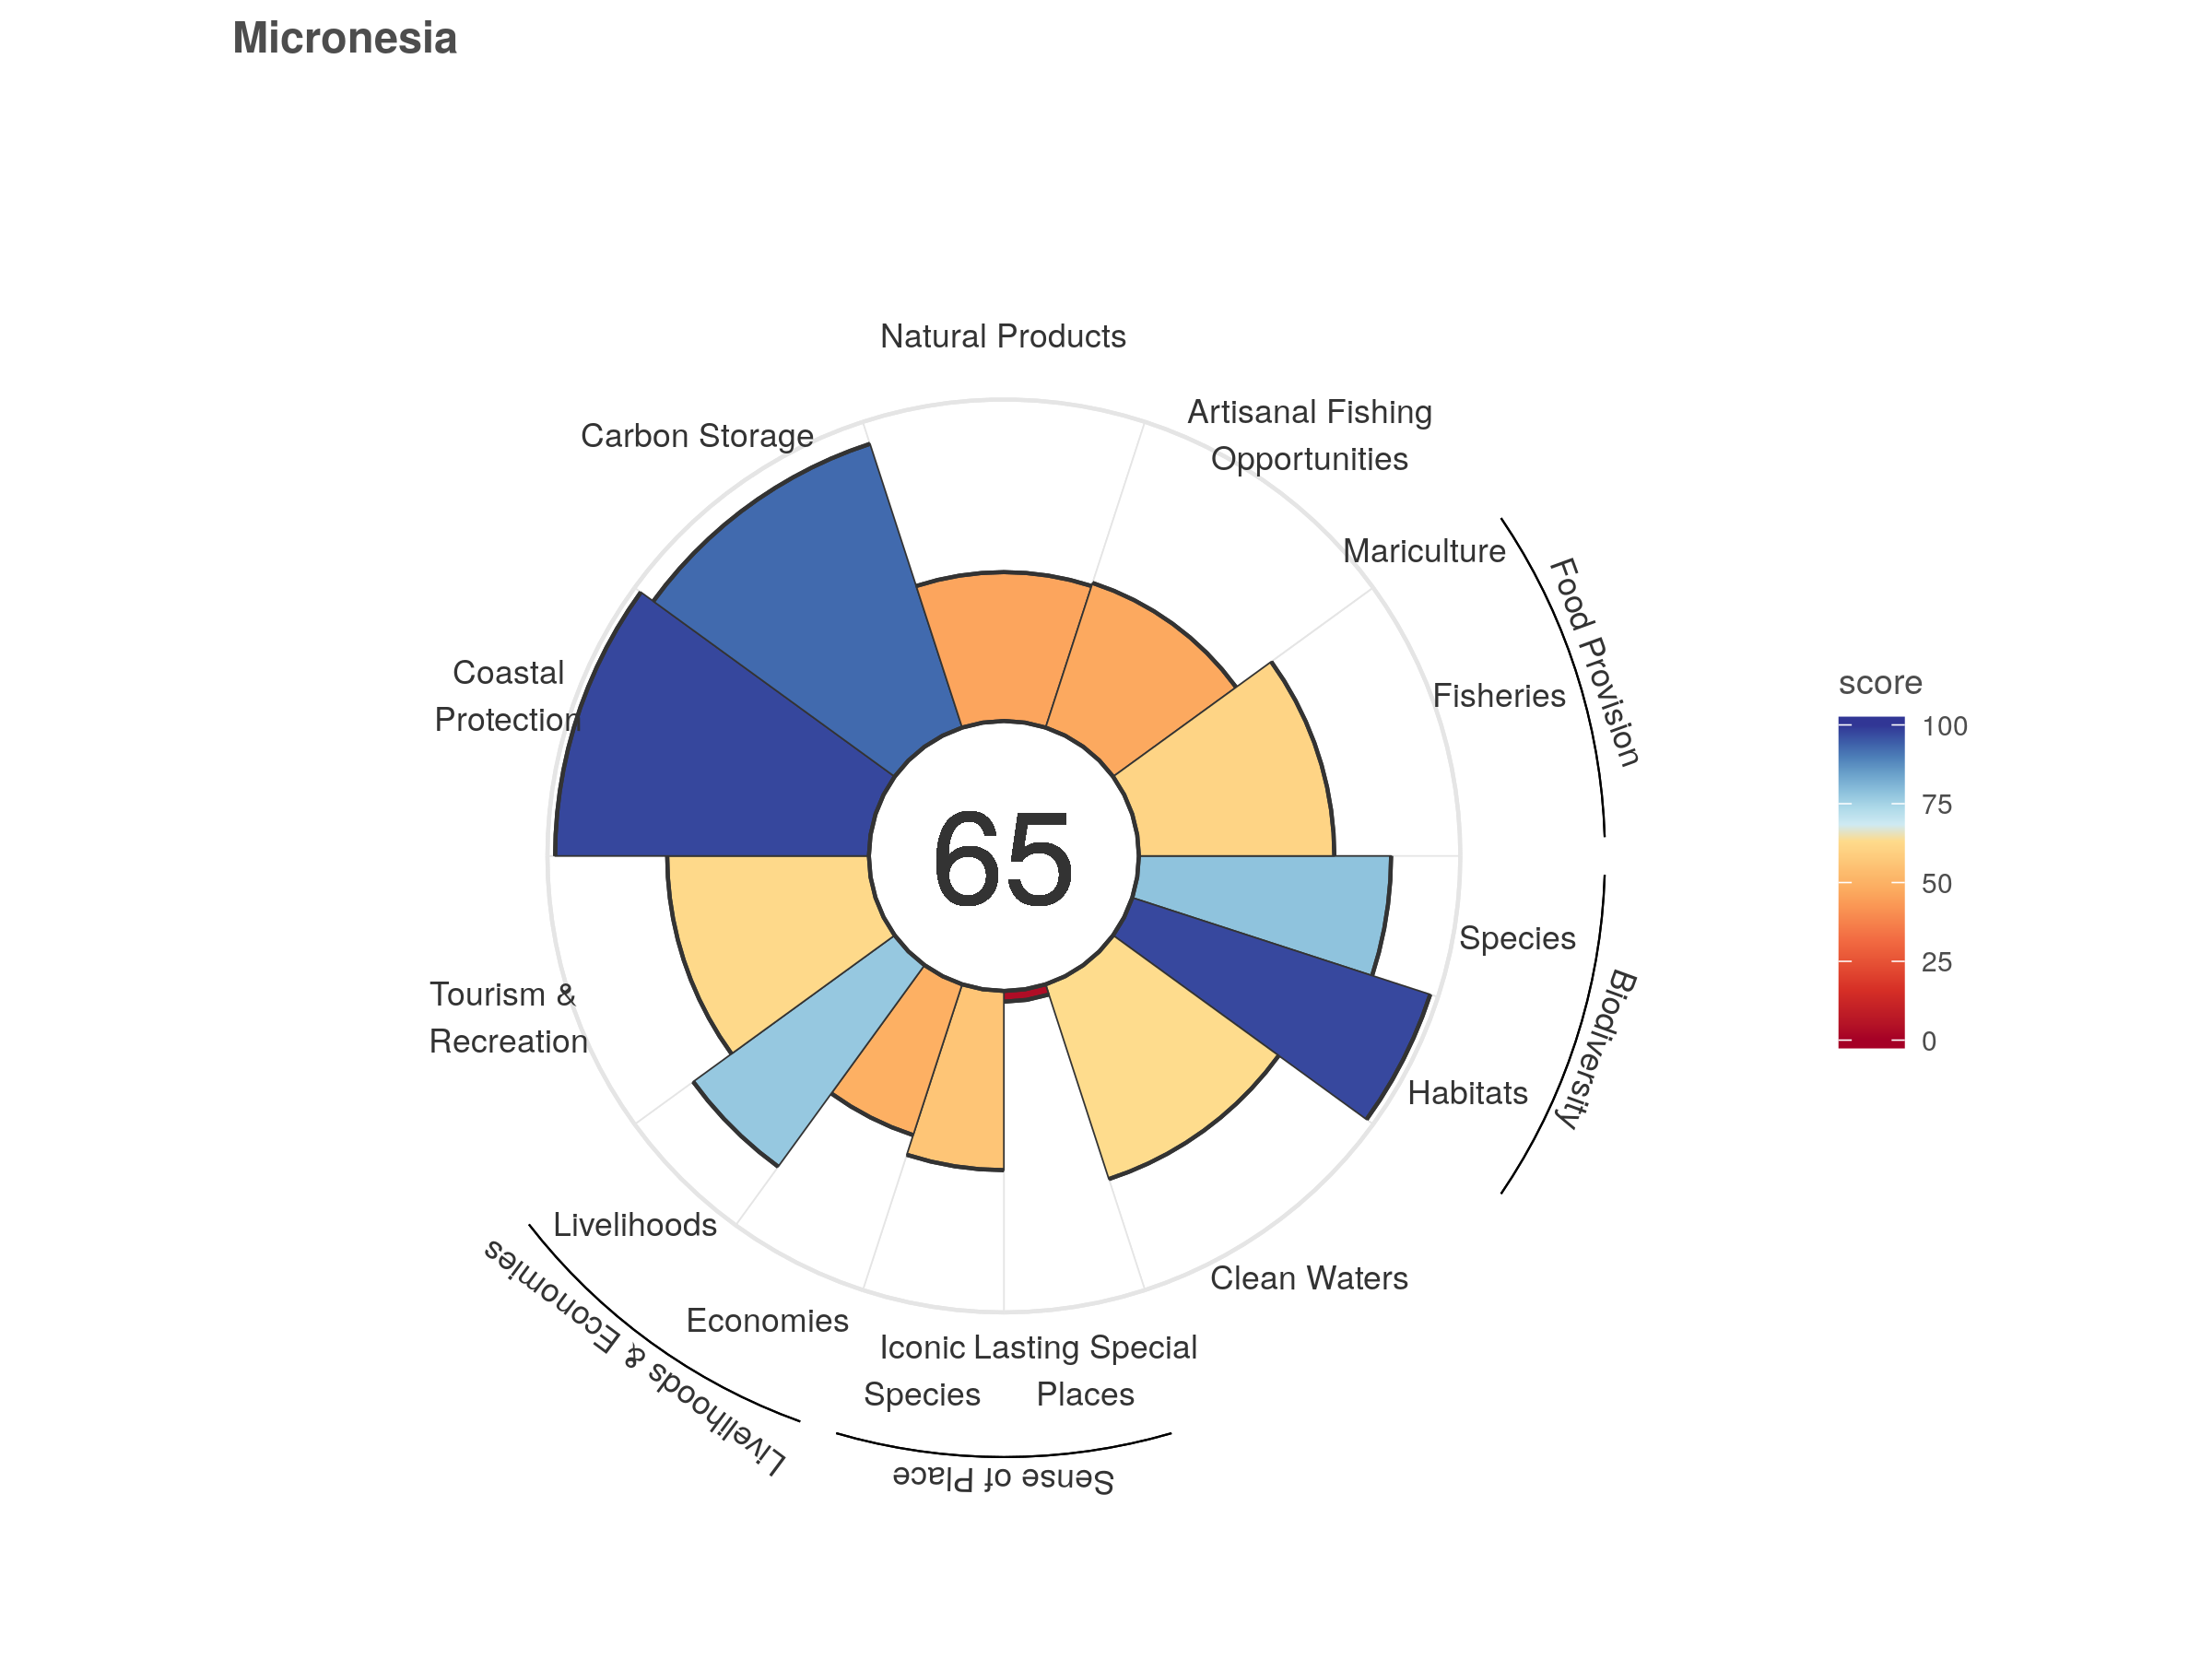 Micronesia
Natural Products
Artisanal Fishing
Opportunities
Carbon Storage
Mariculture
Food Provision
Fisheries
Coastal
Protection
65
Species
Biodiversity
Habitats
Tourism &
Recreation
Livelihoods
Livelihoods & Economies
Economies
Clean Waters
Iconic
Species
Lasting Special
Places
Sense of Place
score
100
75
50
25
0